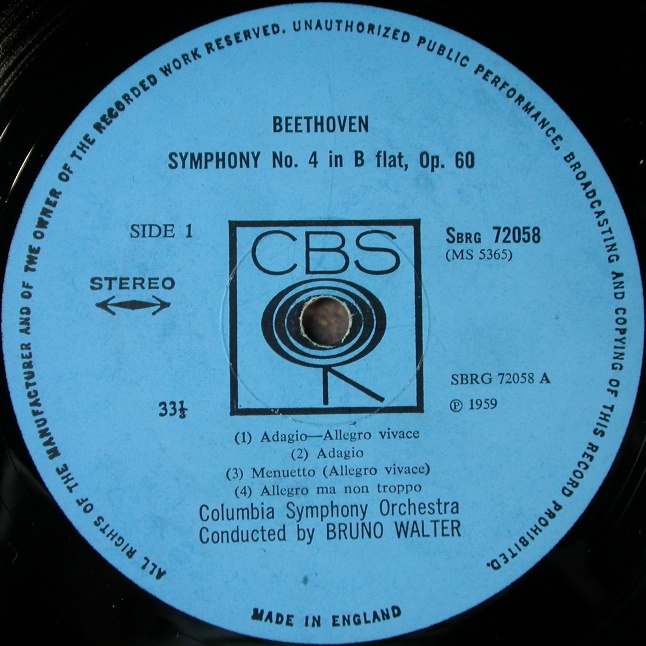 ALL RIGHTS OF THE MANUFACTURER AND OF THE OWNER OF THE RECORDED WORK RESERVED. UNAUTHORIZED PUBLIC PERFORMANCE, BROADCASTING AND COPYING OF THIS RECORD PROHIBITED.
BEETHOVEN
SYMPHONY No. 4 in B flat, Op. 60
SIDE 1
STEREO
33⅓
CBS
SBRG 72058
(MS 5365)
SBRG 72058 A
℗ 1959
(1) Adagio—Allegro vivace
(2) Adagio
(3) Menuetto (Allegro vivace)
(4) Allegro ma non troppo
Columbia Symphony Orchestra
Conducted by BRUNO WALTER
MADE IN ENGLAND